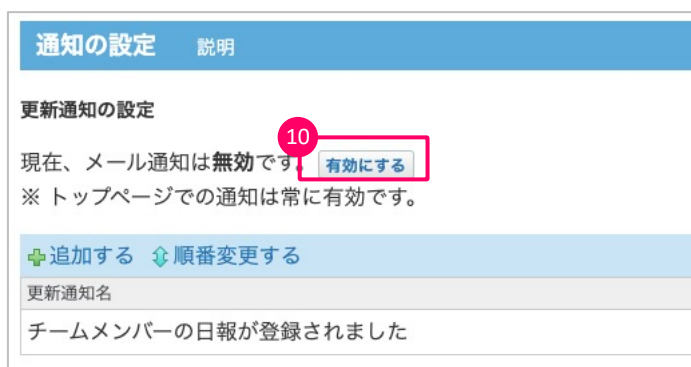 通知の設定 説明
更新通知の設定
10
現在、メール通知は無効です。 有効にする
※ トップページでの通知は常に有効です。
追加する 順番変更する
更新通知名
チームメンバーの日報が登録されました